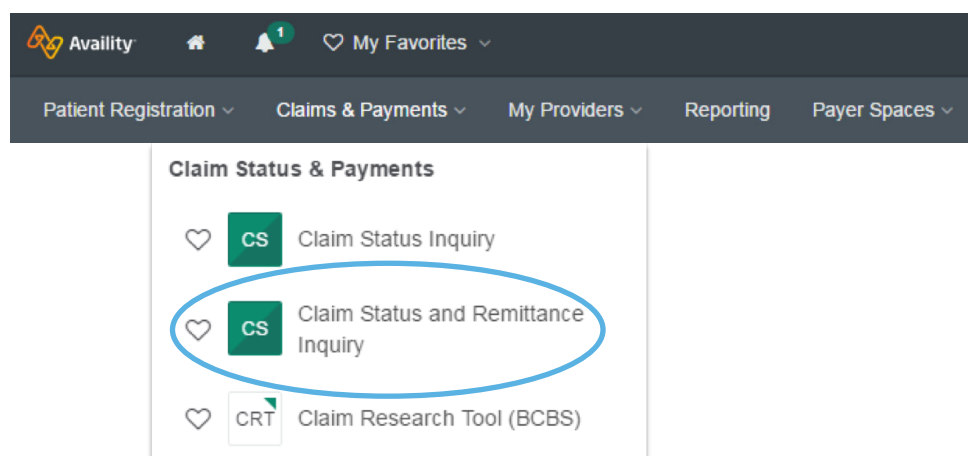 Availity 1 My Favorites
Patient Registration Claims & Payments My Providers Reporting Payer Spaces
Claim Status & Payments
CS Claim Status Inquiry
CS Claim Status and Remittance
Inquiry
CRT Claim Research Tool (BCBS)